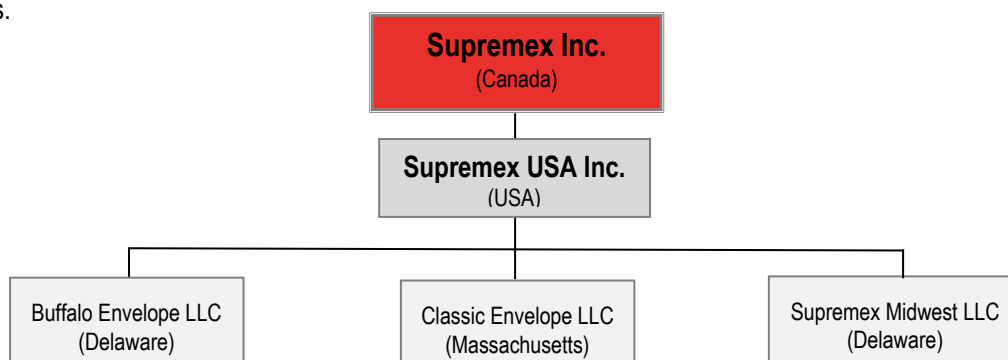 s.
Supremex Inc.
(Canada)
Supremex USA Inc.
(USA)
Buffalo Envelope LLC
(Delaware)
Classic Envelope LLC
(Massachusetts)
Supremex Midwest LLC
(Delaware)